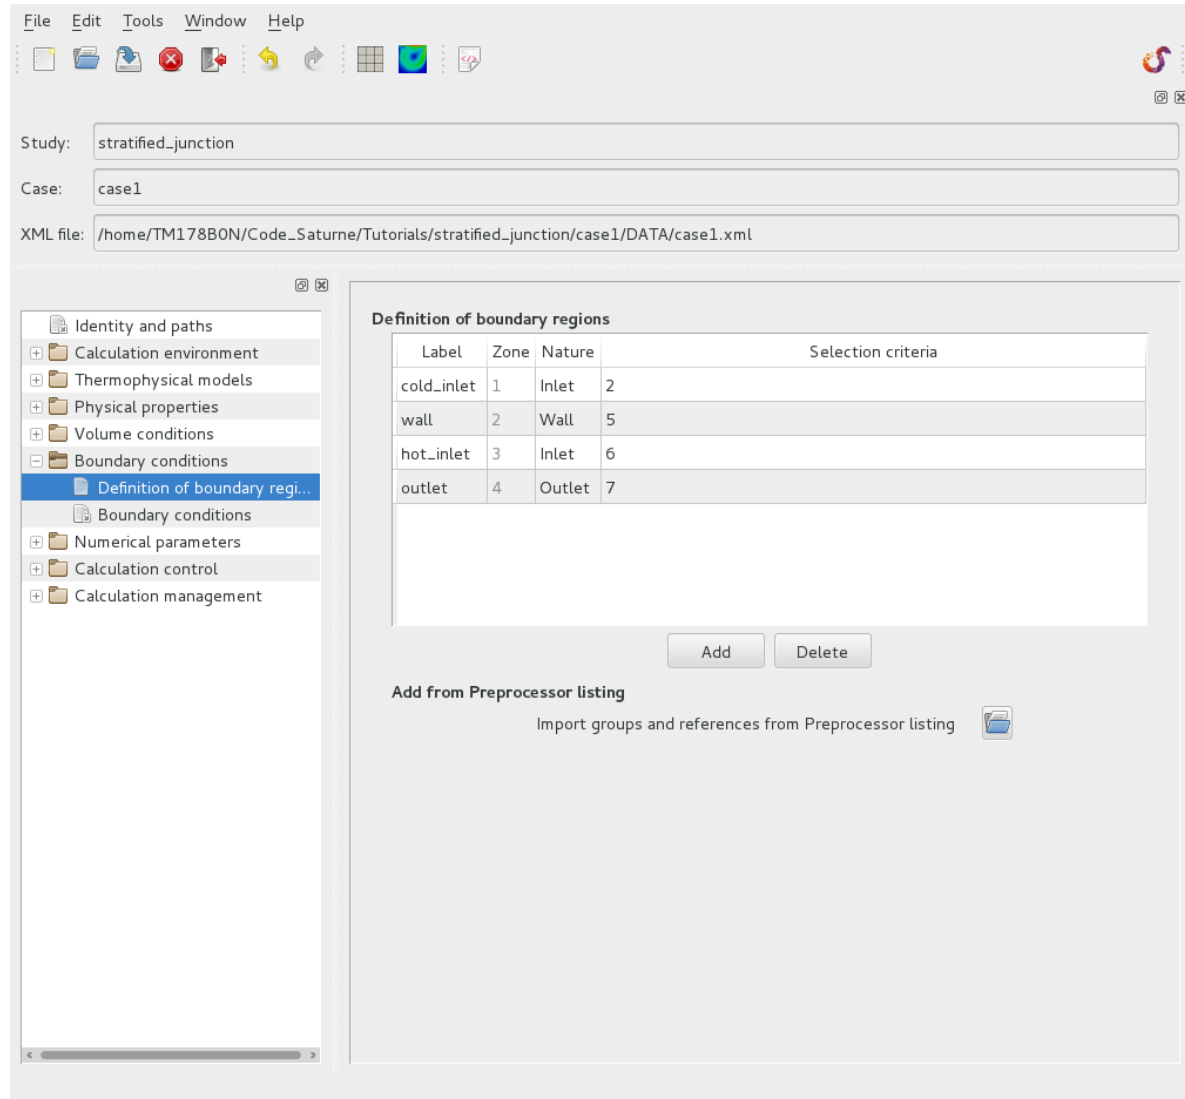 File Edit Tools Window Help
Study: stratified_junction
Case: case1
XML file: /home/TM178B0N/Code_Saturne/Tutorials/stratified_junction/case1/DATA/case1.xml
Identity and paths
Calculation environment
Thermophysical models
Physical properties
Volume conditions
Boundary conditions
Definition of boundary regi...
Boundary conditions
Numerical parameters
Calculation control
Calculation management
Definition of boundary regions
Label Zone Nature Selection criteria
cold_inlet 1 Inlet 2
wall 2 Wall 5
hot_inlet 3 Inlet 6
outlet 4 Outlet 7
Add Delete
Add from Preprocessor listing
Import groups and references from Preprocessor listing